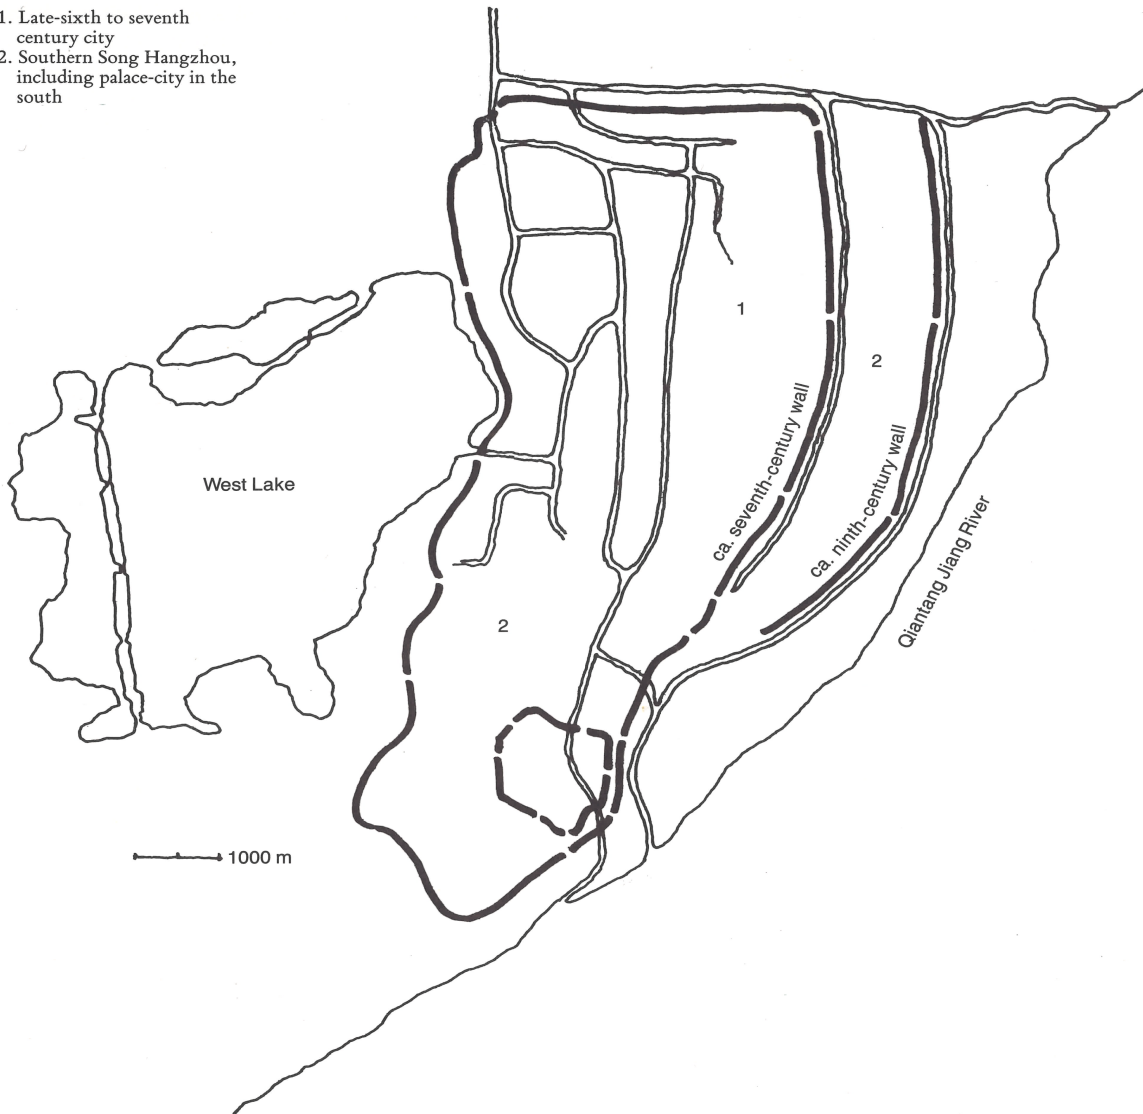 1. Late-sixth to seventh
century city
2. Southern Song Hangzhou,
including palace-city in the
south
1
2
ca. seventh-century wall
ca. ninth-century wall
West Lake
Qiantang Jiang River
2
1000 m